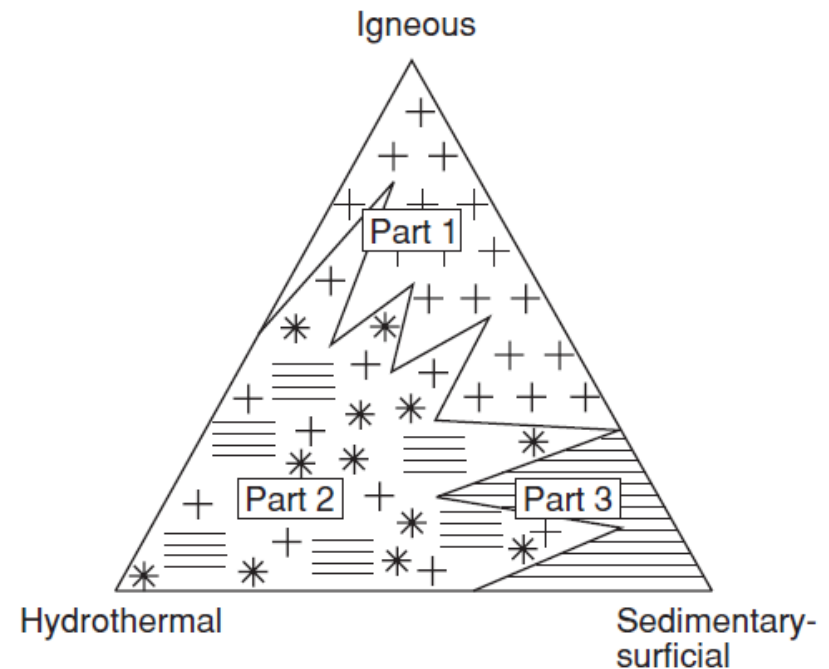 Igneous
Part 1
Part 2
Part 3
Hydrothermal
Sedimentary-
surficial